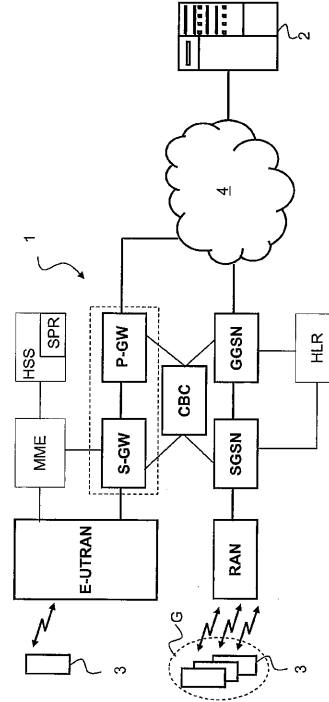 1
HSS
SPR
MME
P-GW
S-GW
E-UTRAN
3
CBC
4
2
GGSN
SGSN
RAN
HLR
G
3